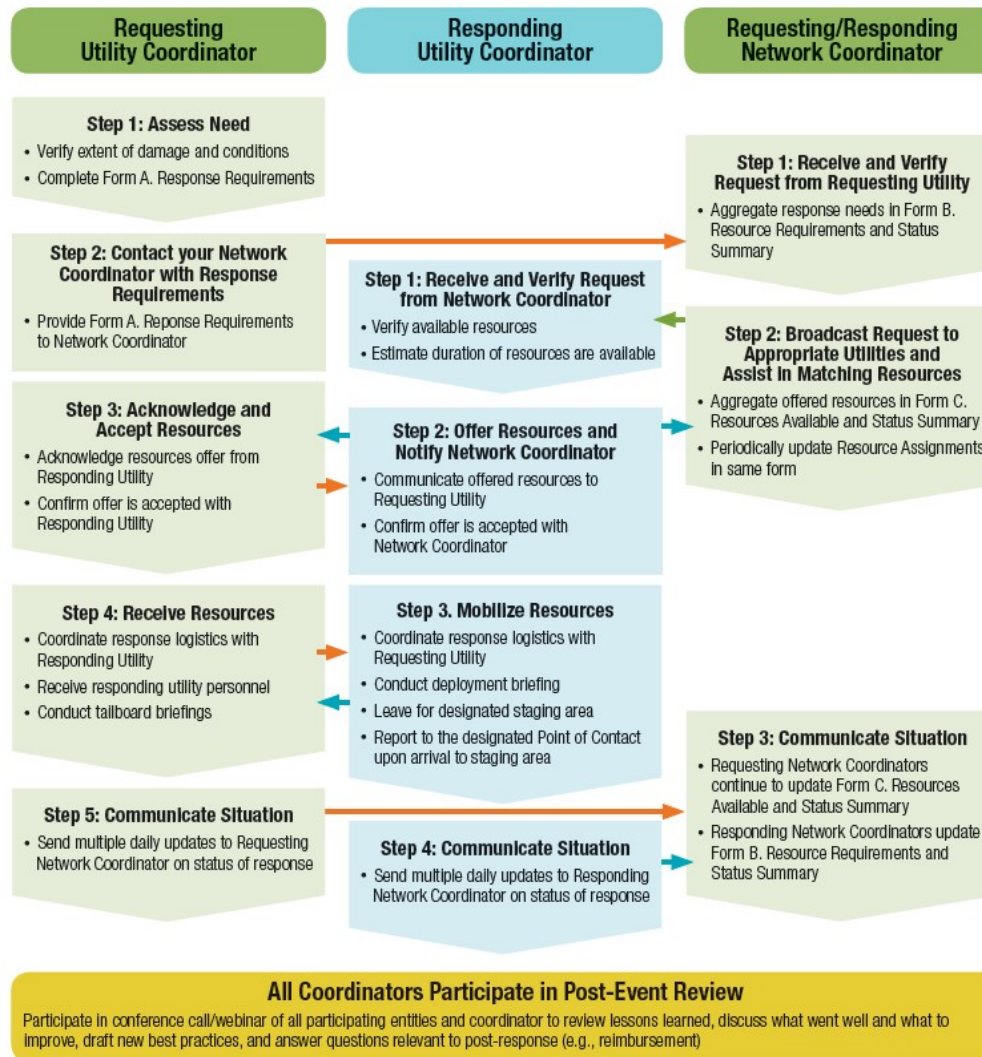 Requesting
Utility Coordinator
Step 1: Assess Need
• Verify extent of damage and conditions
• Complete Form A. Response Requirements
Step 2: Contact your Network
Coordinator with Response
Requirements
• Provide Form A. Reponse Requirements
to Network Coordinator
Step 3: Acknowledge and
Accept Resources
• Acknowledge resources offer from
Responding Utility
• Confirm offer is accepted with
Responding Utility
Step 4: Receive Resources
• Coordinate response logistics with
Responding Utility
• Receive responding utility personnel
• Conduct tailboard briefings
Step 5: Communicate Situation
• Send multiple daily updates to Requesting
Network Coordinator on status of response
Responding
Utility Coordinator
Step 1: Receive and Verify Request
from Network Coordinator
• Verify available resources
• Estimate duration of resources are available
Step 2: Offer Resources and
Notify Network Coordinator
• Communicate offered resources to
Requesting Utility
• Confirm offer is accepted with
Network Coordinator
Step 3. Mobilize Resources
• Coordinate response logistics with
Requesting Utility
• Conduct deployment briefing
• Leave for designated staging area
• Report to the designated Point of Contact
upon arrival to staging area
Step 4: Communicate Situation
• Send multiple daily updates to Responding
Network Coordinator on status of response
Requesting/Responding
Network Coordinator
Step 1: Receive and Verify
Request from Requesting Utility
• Aggregate response needs in Form B.
Resource Requirements and Status
Summary
Step 2: Broadcast Request to
Appropriate Utilities and
Assist in Matching Resources
• Aggregate offered resources in Form C.
Resources Available and Status Summary
• Periodically update Resource Assignments
in same form
Step 3: Communicate Situation
• Requesting Network Coordinators
continue to update Form C. Resources
Available and Status Summary
• Responding Network Coordinators update
Form B. Resource Requirements and
Status Summary
All Coordinators Participate in Post-Event Review
Participate in conference call/webinar of all participating entities and coordinator to review lessons learned, discuss what went well and what to
improve, draft new best practices, and answer questions relevant to post-response (e.g., reimbursement)